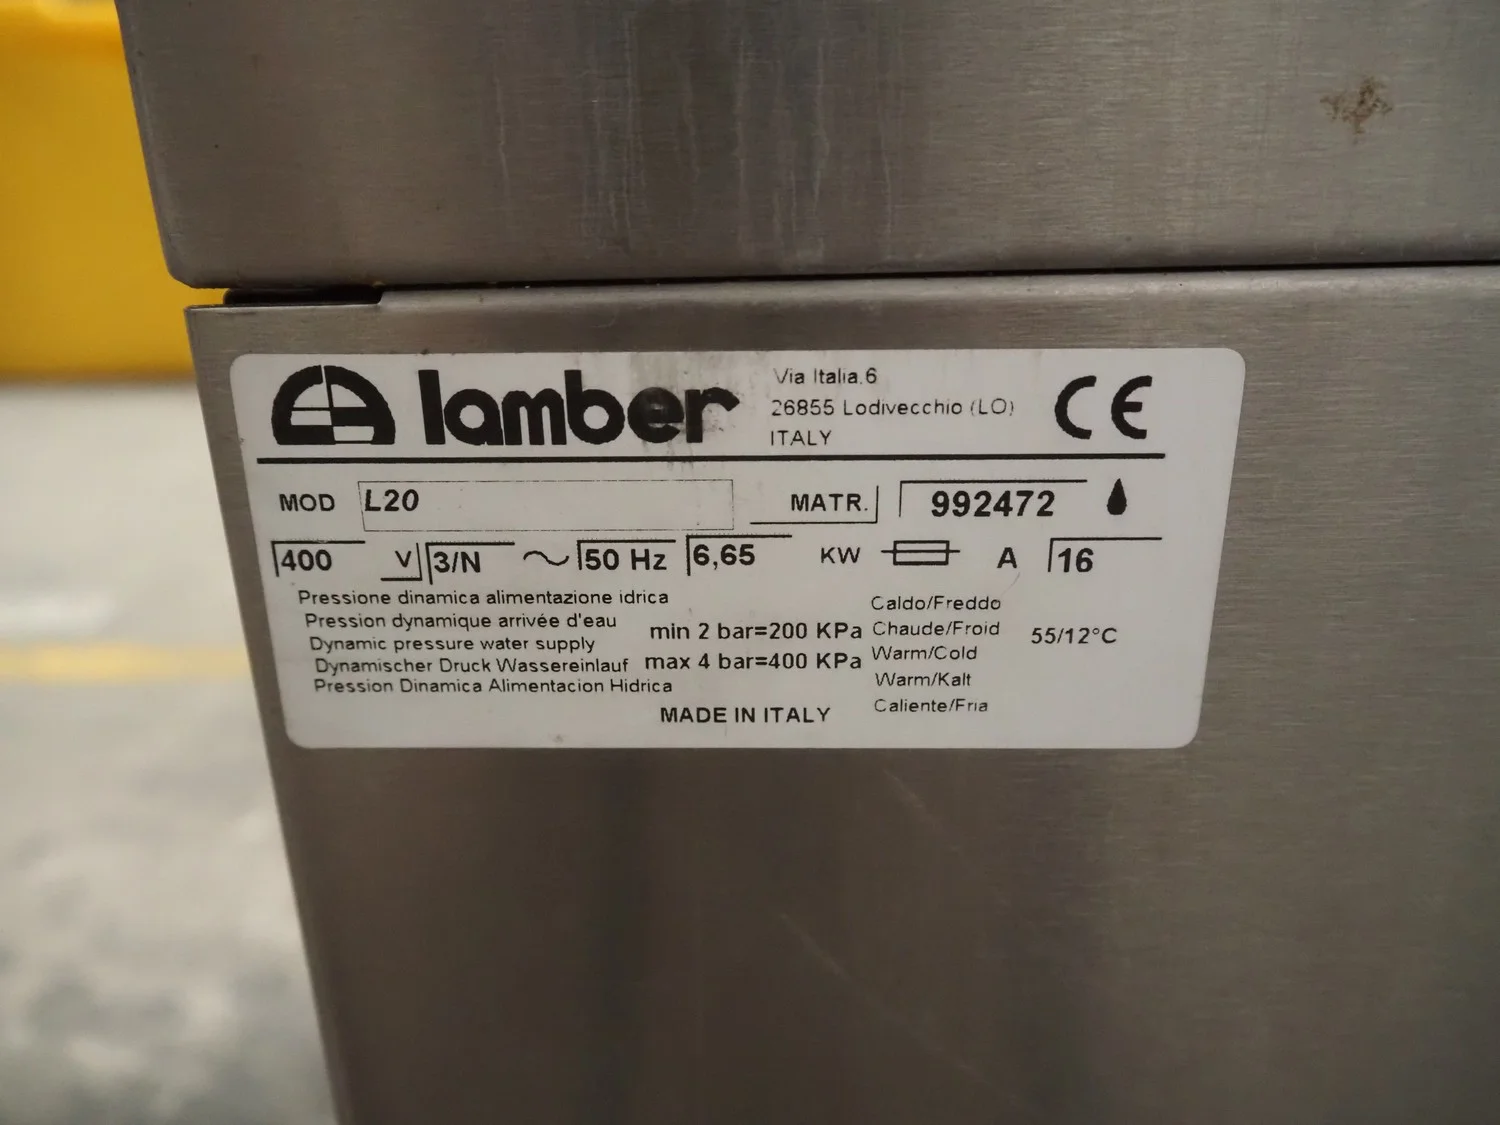 lamber
Via Italia.6
26855 Lodivecchio (LO)
ITALY
CE
MOD L20 MATR. 992472
400 V 3/N ~ 50 Hz 6,65 KW A 16
Pressione dinamica alimentazione idrica
Pression dynamique arrivée d'eau
Dynamic pressure water supply
Dynamischer Druck Wassereinlauf
Pression Dinamica Alimentacion Hidrica
min 2 bar=200 KPa
max 4 bar=400 KPa
Caldo/Freddo
Chaude/Froid
Warm/Cold
Warm/Kalt
Caliente/Fria
55/12°C
MADE IN ITALY